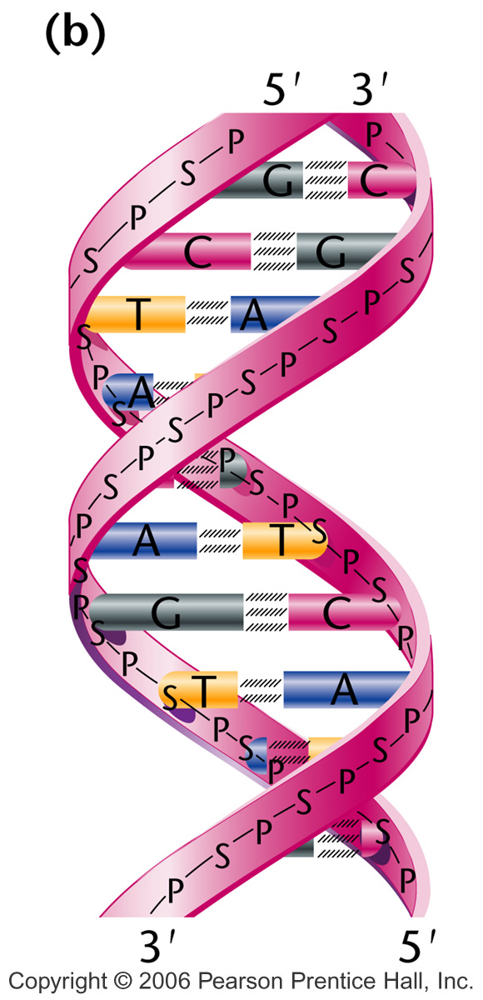 (b)
5′ 3′
P P
S G C
P
S C G S
P
T A
S S
P P
S A
P S
S
P P
S S
P P
A T S
S P
S
P G C
S P
P
S T A
P
P
S S
P P
S
P S
S
P P
3′ 5′
Copyright © 2006 Pearson Prentice Hall, Inc.